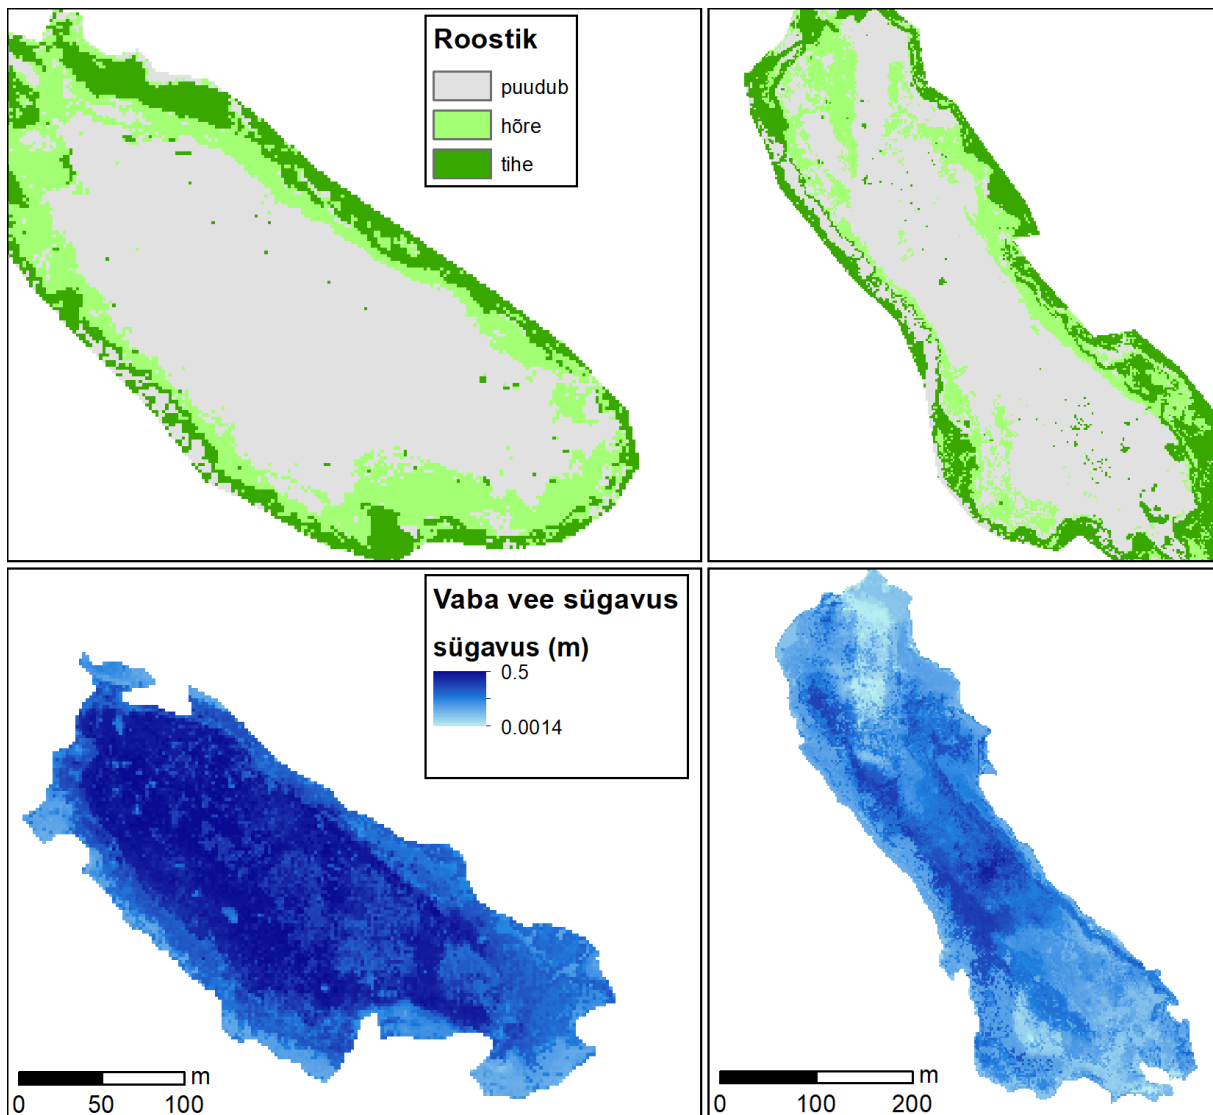 Roostik
puudub
hõre
tihe
Vaba vee sügavus
sügavus (m)
0.5
0.0014
m
0 50 100
m
0 100 200